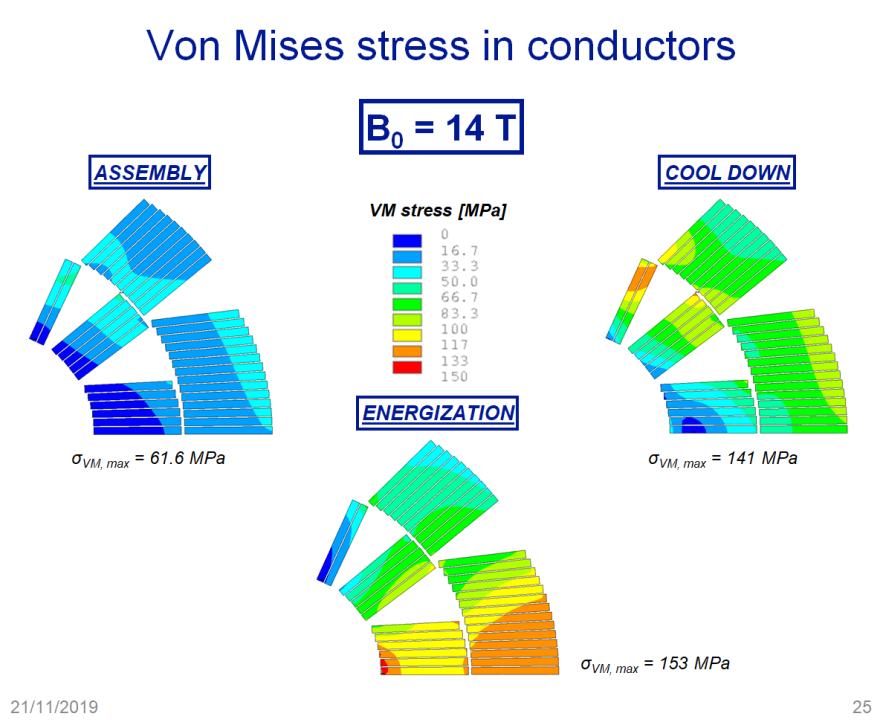 Von Mises stress in conductors
B0 = 14 T
ASSEMBLY
COOL DOWN
VM stress [MPa]
0
16.7
33.3
50.0
66.7
83.3
100
117
133
150
ENERGIZATION
σVM, max = 61.6 MPa
σVM, max = 141 MPa
σVM, max = 153 MPa
21/11/2019
25